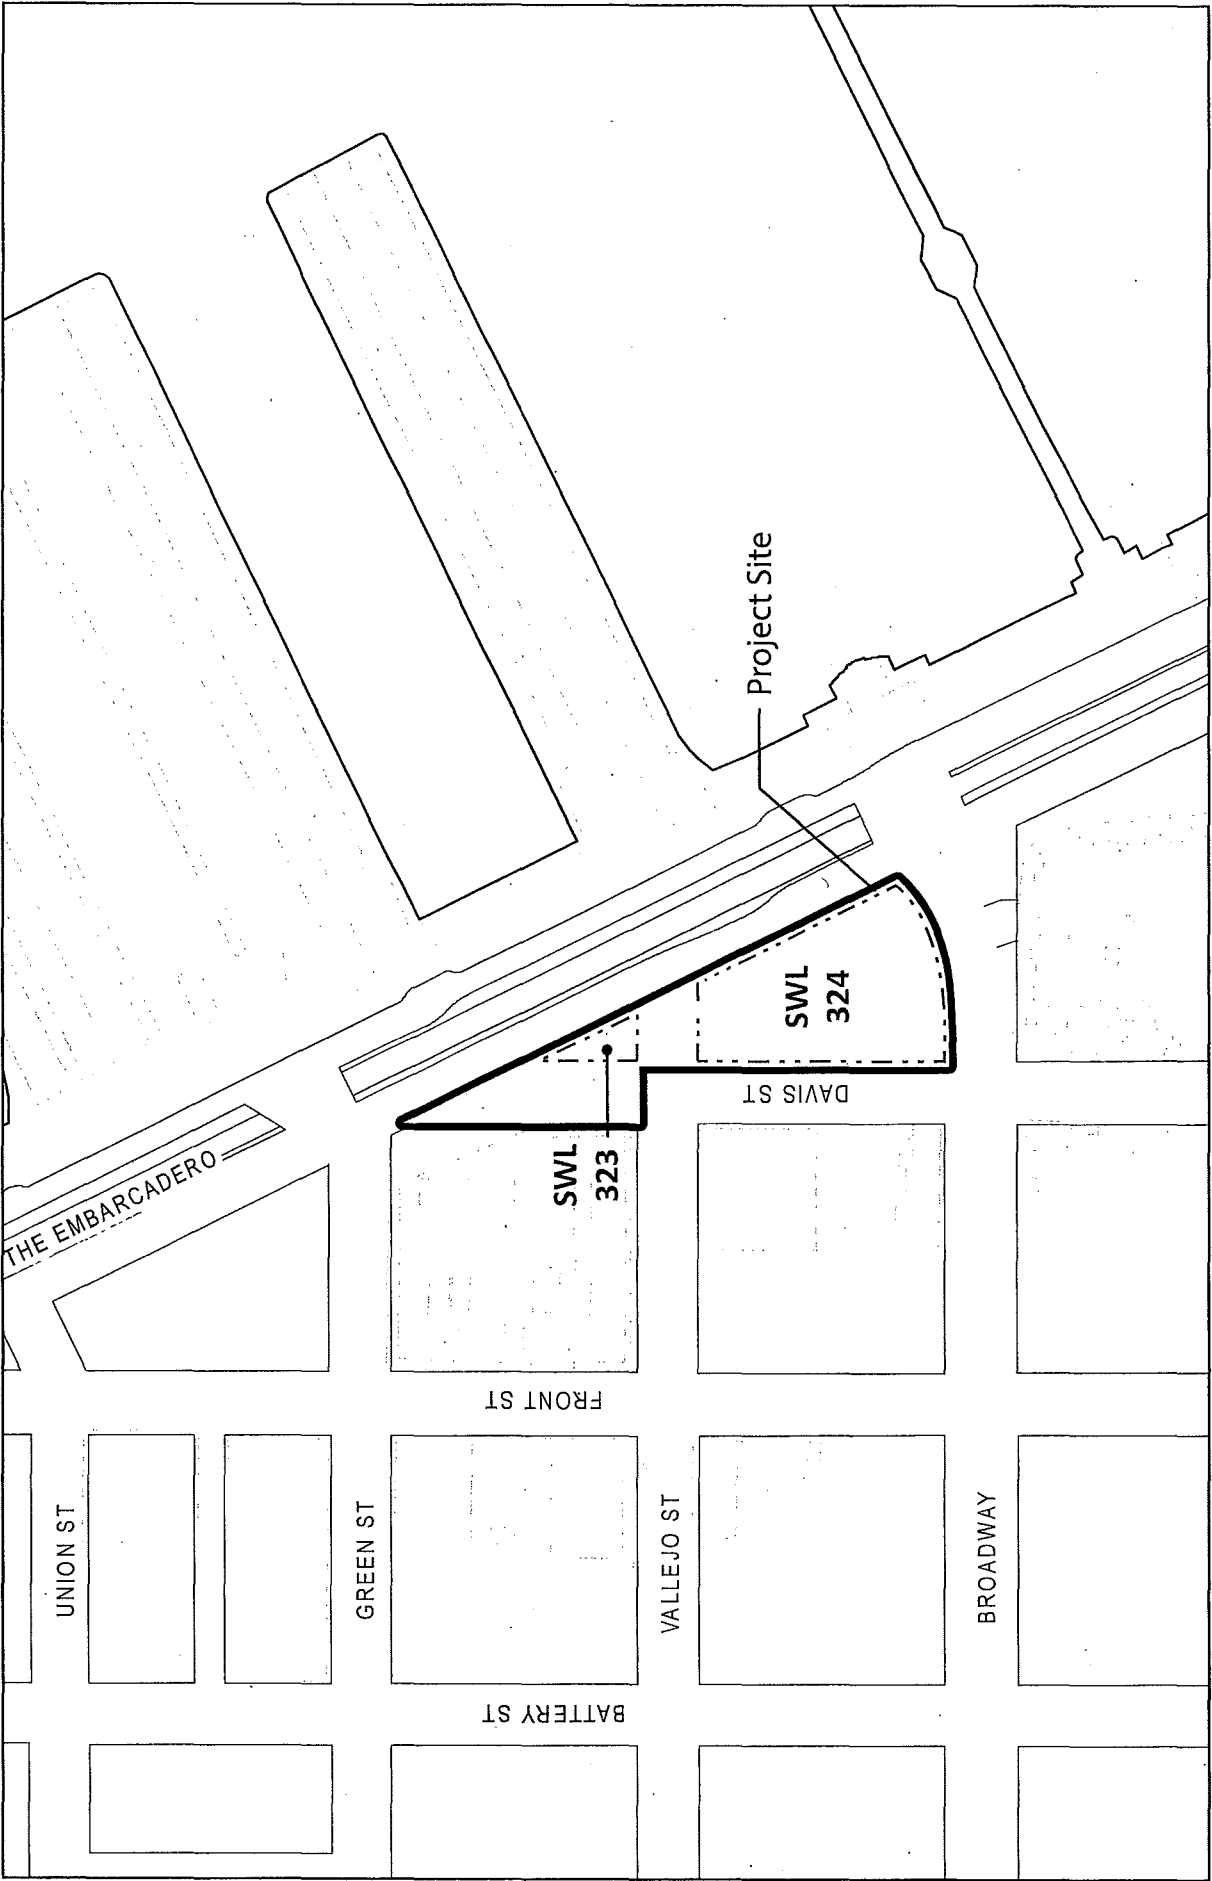 Project Site
SWL
324
DAVIS ST
SWL
323
THE EMBARCADERO
FRONT ST
UNION ST
GREEN ST
VALLEJO ST
BROADWAY
BATTERY ST